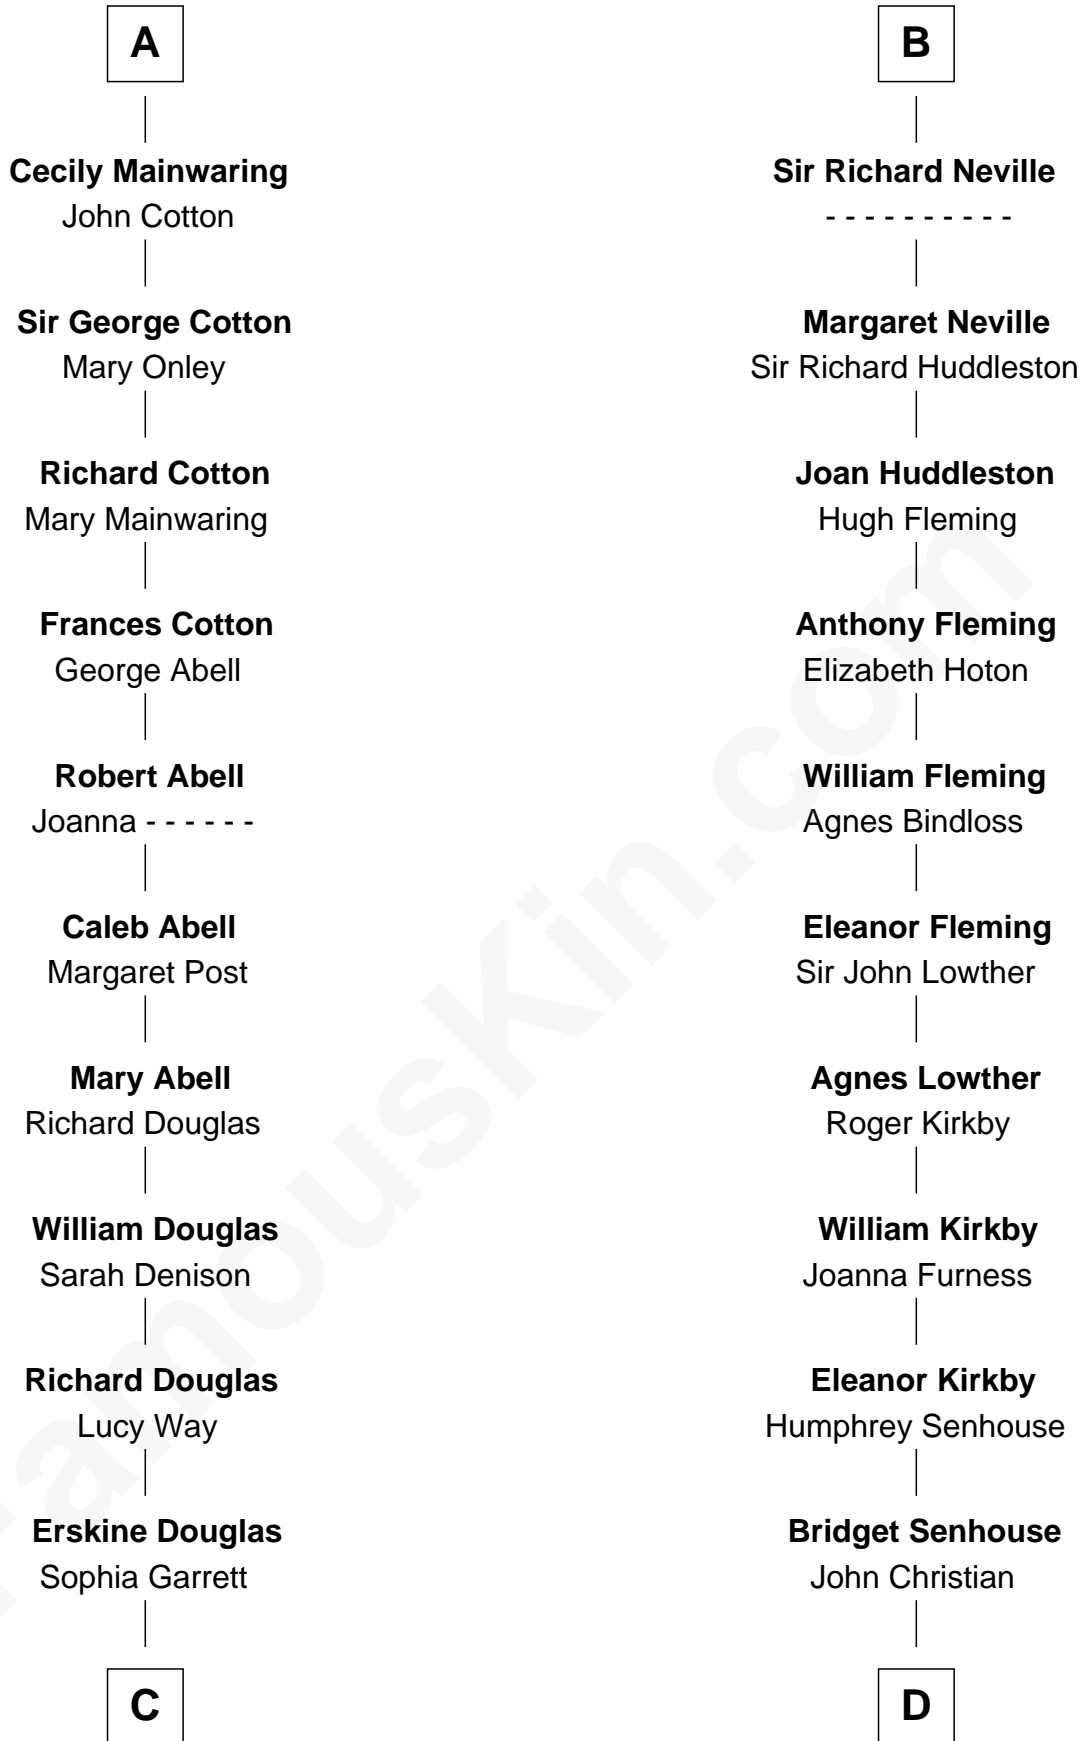 A
Cecily Mainwaring
John Cotton
Sir George Cotton
Mary Onley
Richard Cotton
Mary Mainwaring
Frances Cotton
George Abell
Robert Abell
Joanna - - - - - -
Caleb Abell
Margaret Post
Mary Abell
Richard Douglas
William Douglas
Sarah Denison
Richard Douglas
Lucy Way
Erskine Douglas
Sophia Garrett
C
B
Sir Richard Neville
- - - - - - - - - -
Margaret Neville
Sir Richard Huddleston
Joan Huddleston
Hugh Fleming
Anthony Fleming
Elizabeth Hoton
William Fleming
Agnes Bindloss
Eleanor Fleming
Sir John Lowther
Agnes Lowther
Roger Kirkby
William Kirkby
Joanna Furness
Eleanor Kirkby
Humphrey Senhouse
Bridget Senhouse
John Christian
D
FamousKin.com